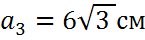 a₃ = 6√3 см